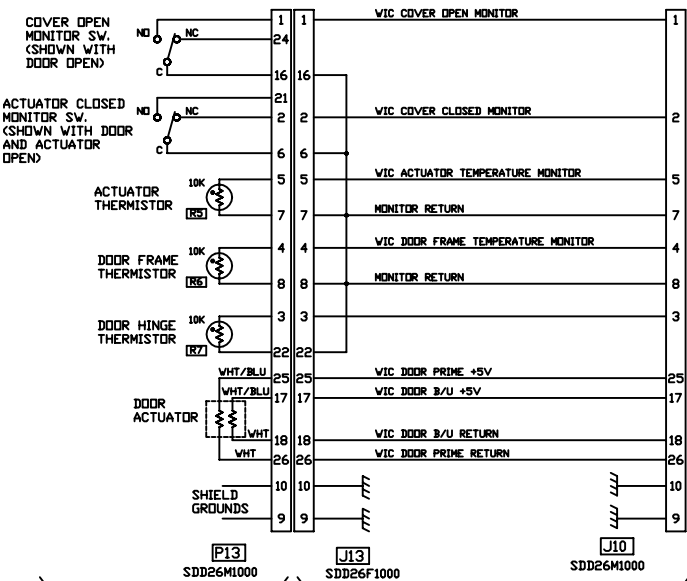 COVER OPEN
MONITOR SW.
(SHOWN WITH
DOOR OPEN)
NO NC
C
1 1 WIC COVER OPEN MONITOR 1
24
16 16
ACTUATOR CLOSED
MONITOR SW.
(SHOWN WITH DOOR
AND ACTUATOR
OPEN)
NO NC
C
21
2 2 WIC COVER CLOSED MONITOR 2
6 6
ACTUATOR
THERMISTOR
10K
R5
5 5 WIC ACTUATOR TEMPERATURE MONITOR 5
7 7 MONITOR RETURN 7
DOOR FRAME
THERMISTOR
10K
R6
4 4 WIC DOOR FRAME TEMPERATURE MONITOR 4
8 8 MONITOR RETURN 8
DOOR HINGE
THERMISTOR
10K
R7
3 3 3
22 22
DOOR
ACTUATOR
WHT/BLU 25 25 WIC DOOR PRIME +5V 25
WHT/BLU 17 17 WIC DOOR B/U +5V 17
WHT 18 18 WIC DOOR B/U RETURN 18
WHT 26 26 WIC DOOR PRIME RETURN 26
SHIELD
GROUNDS
10 10 10
9 9 9
P13
SDD26M1000
J13
SDD26F1000
J10
SDD26M1000